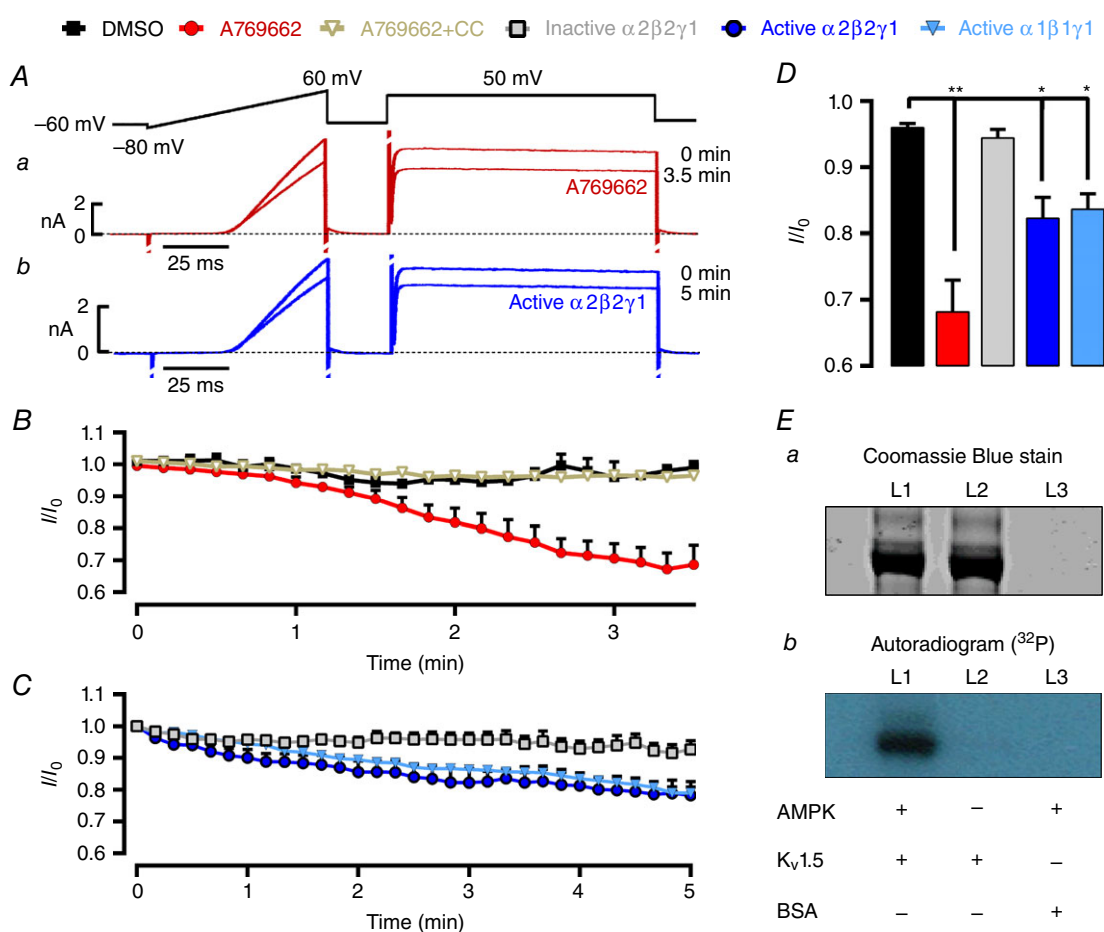 DMSO A769662 A769662+CC Inactive α2β2γ1 Active α2β2γ1 Active α1β1γ1
A
60 mV 50 mV
–60 mV
–80 mV
a
0 min
3.5 min
A769662
2
nA
0
25 ms
b
0 min
5 min
Active α2β2γ1
2
nA
0
25 ms
B
1.1
1.0
0.9
0.8
0.7
0.6
I/I0
0 1 2 3
Time (min)
C
1.1
1.0
0.9
0.8
0.7
0.6
I/I0
0 1 2 3 4 5
Time (min)
D
** * *
1.0
0.9
0.8
0.7
0.6
I/I0
E
a Coomassie Blue stain
L1 L2 L3
b Autoradiogram (³²P)
L1 L2 L3
AMPK + – +
Kv1.5 + + –
BSA – – +